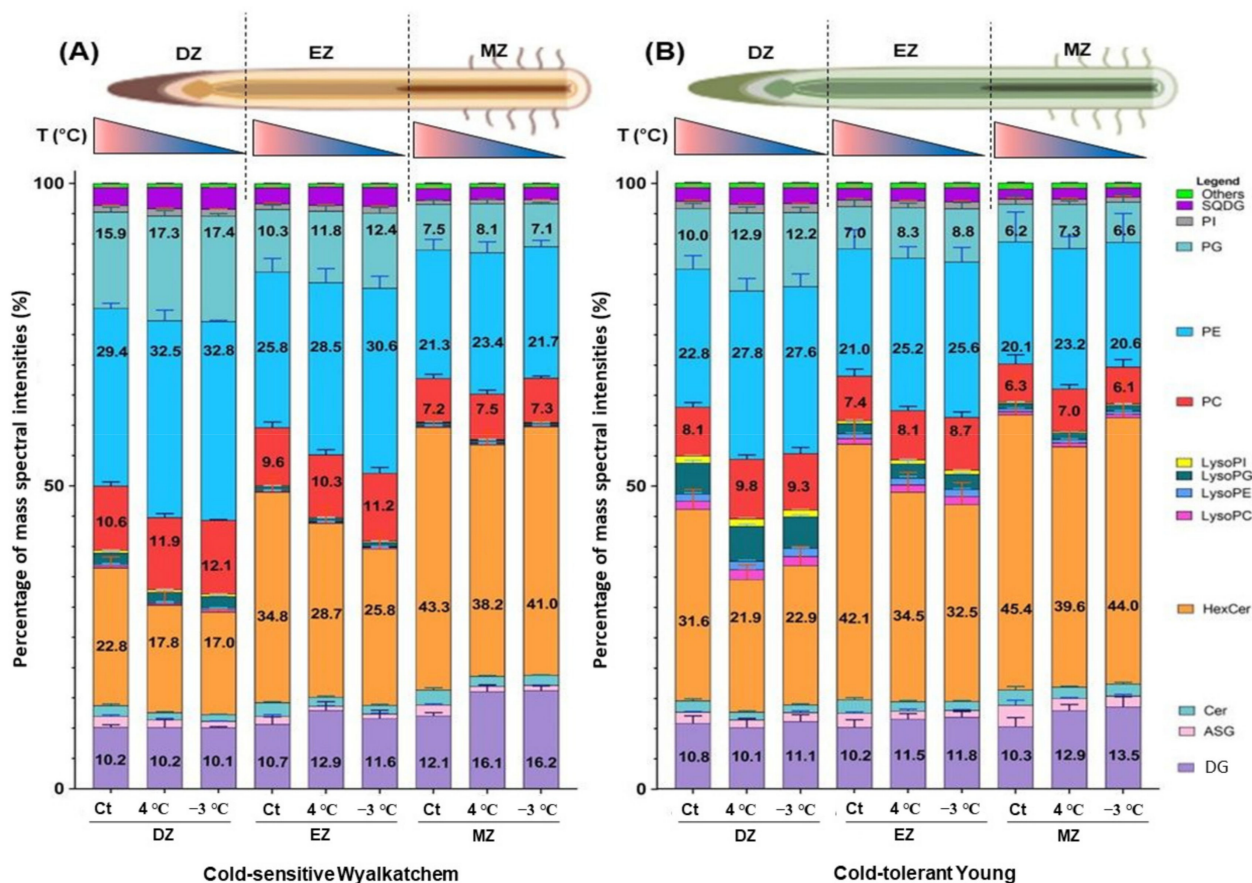 (A) DZ EZ MZ
T (°C)
Percentage of mass spectral intensities (%)
100
50
0
15.9 17.3 17.4 10.3 11.8 12.4 7.5 8.1 7.1
29.4 32.5 32.8 25.8 28.5 30.6 21.3 23.4 21.7
10.6 11.9 12.1 9.6 10.3 11.2 7.2 7.5 7.3
22.8 17.8 17.0 34.8 28.7 25.8 43.3 38.2 41.0
10.2 10.2 10.1 10.7 12.9 11.6 12.1 16.1 16.2
Ct 4 °C −3 °C Ct 4 °C −3 °C Ct 4 °C −3 °C
DZ EZ MZ
Cold-sensitive Wyalkatchem
(B) DZ EZ MZ
T (°C)
Percentage of mass spectral intensities (%)
100
50
0
10.0 12.9 12.2 7.0 8.3 8.8 6.2 7.3 6.6
22.8 27.8 27.6 21.0 25.2 25.6 20.1 23.2 20.6
8.1 9.8 9.3 7.4 8.1 8.7 6.3 7.0 6.1
31.6 21.9 22.9 42.1 34.5 32.5 45.4 39.6 44.0
10.8 10.1 11.1 10.2 11.5 11.8 10.3 12.9 13.5
Ct 4 °C −3 °C Ct 4 °C −3 °C Ct 4 °C −3 °C
DZ EZ MZ
Cold-tolerant Young
Legend
Others
SQDG
PI
PG
PE
PC
LysoPI
LysoPG
LysoPE
LysoPC
HexCer
Cer
ASG
DG